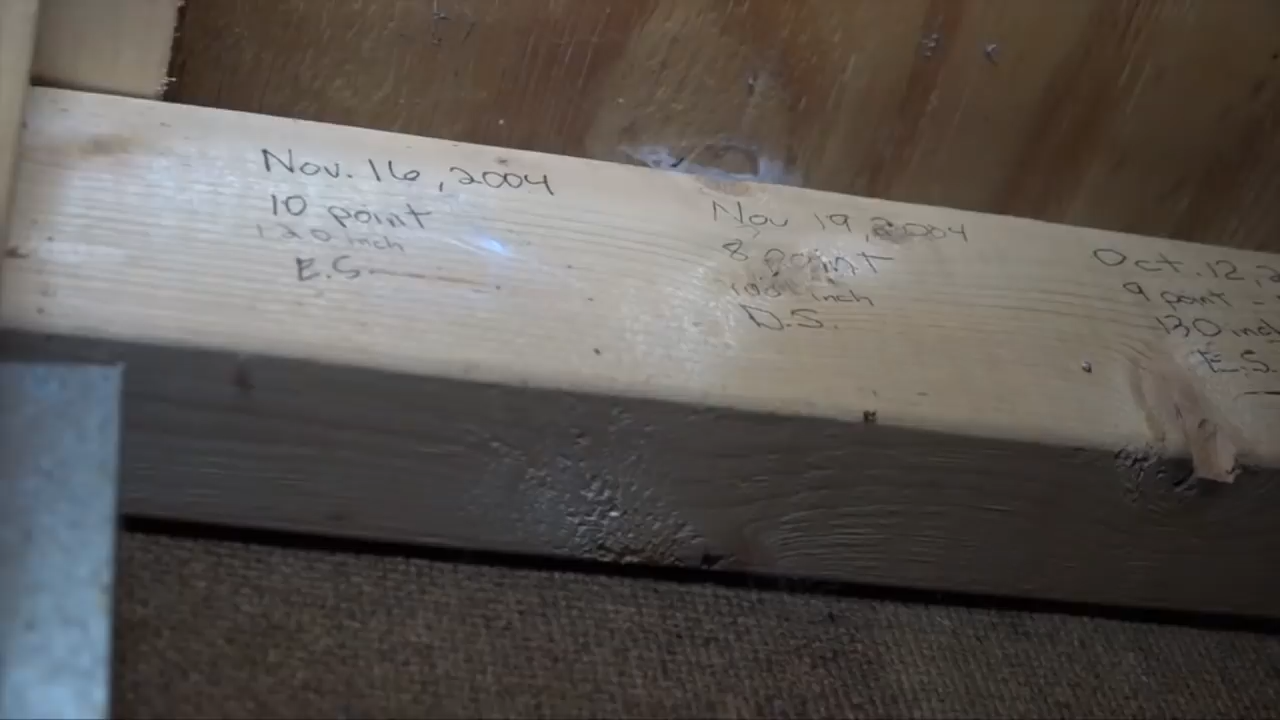 Nov. 16, 2004
10 point
120 inch
E.S
Nov 19, 2004
8 point
inch
D.S.
Oct. 12, 2
9 point -
130 inch
E.S.